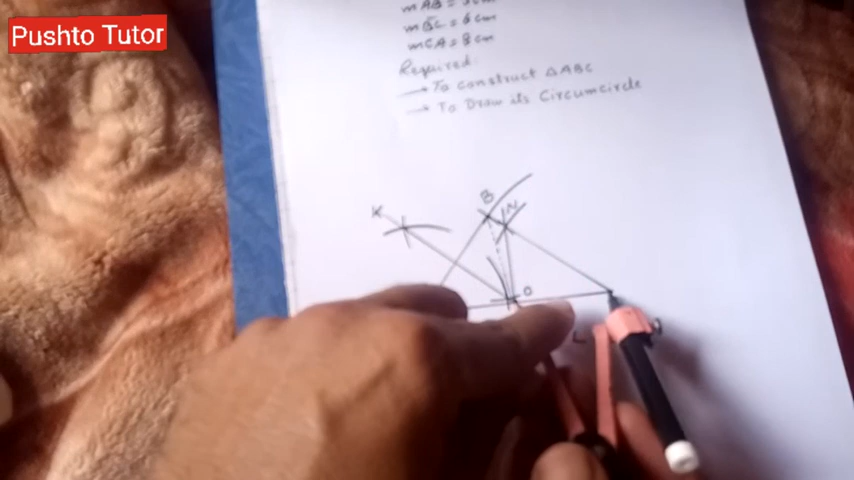 Pushto Tutor
mBC = 6 cm
mCA = 8 cm
Required:
→ To construct △ABC
→ To Draw its Circumcircle
B
K
N
O
L